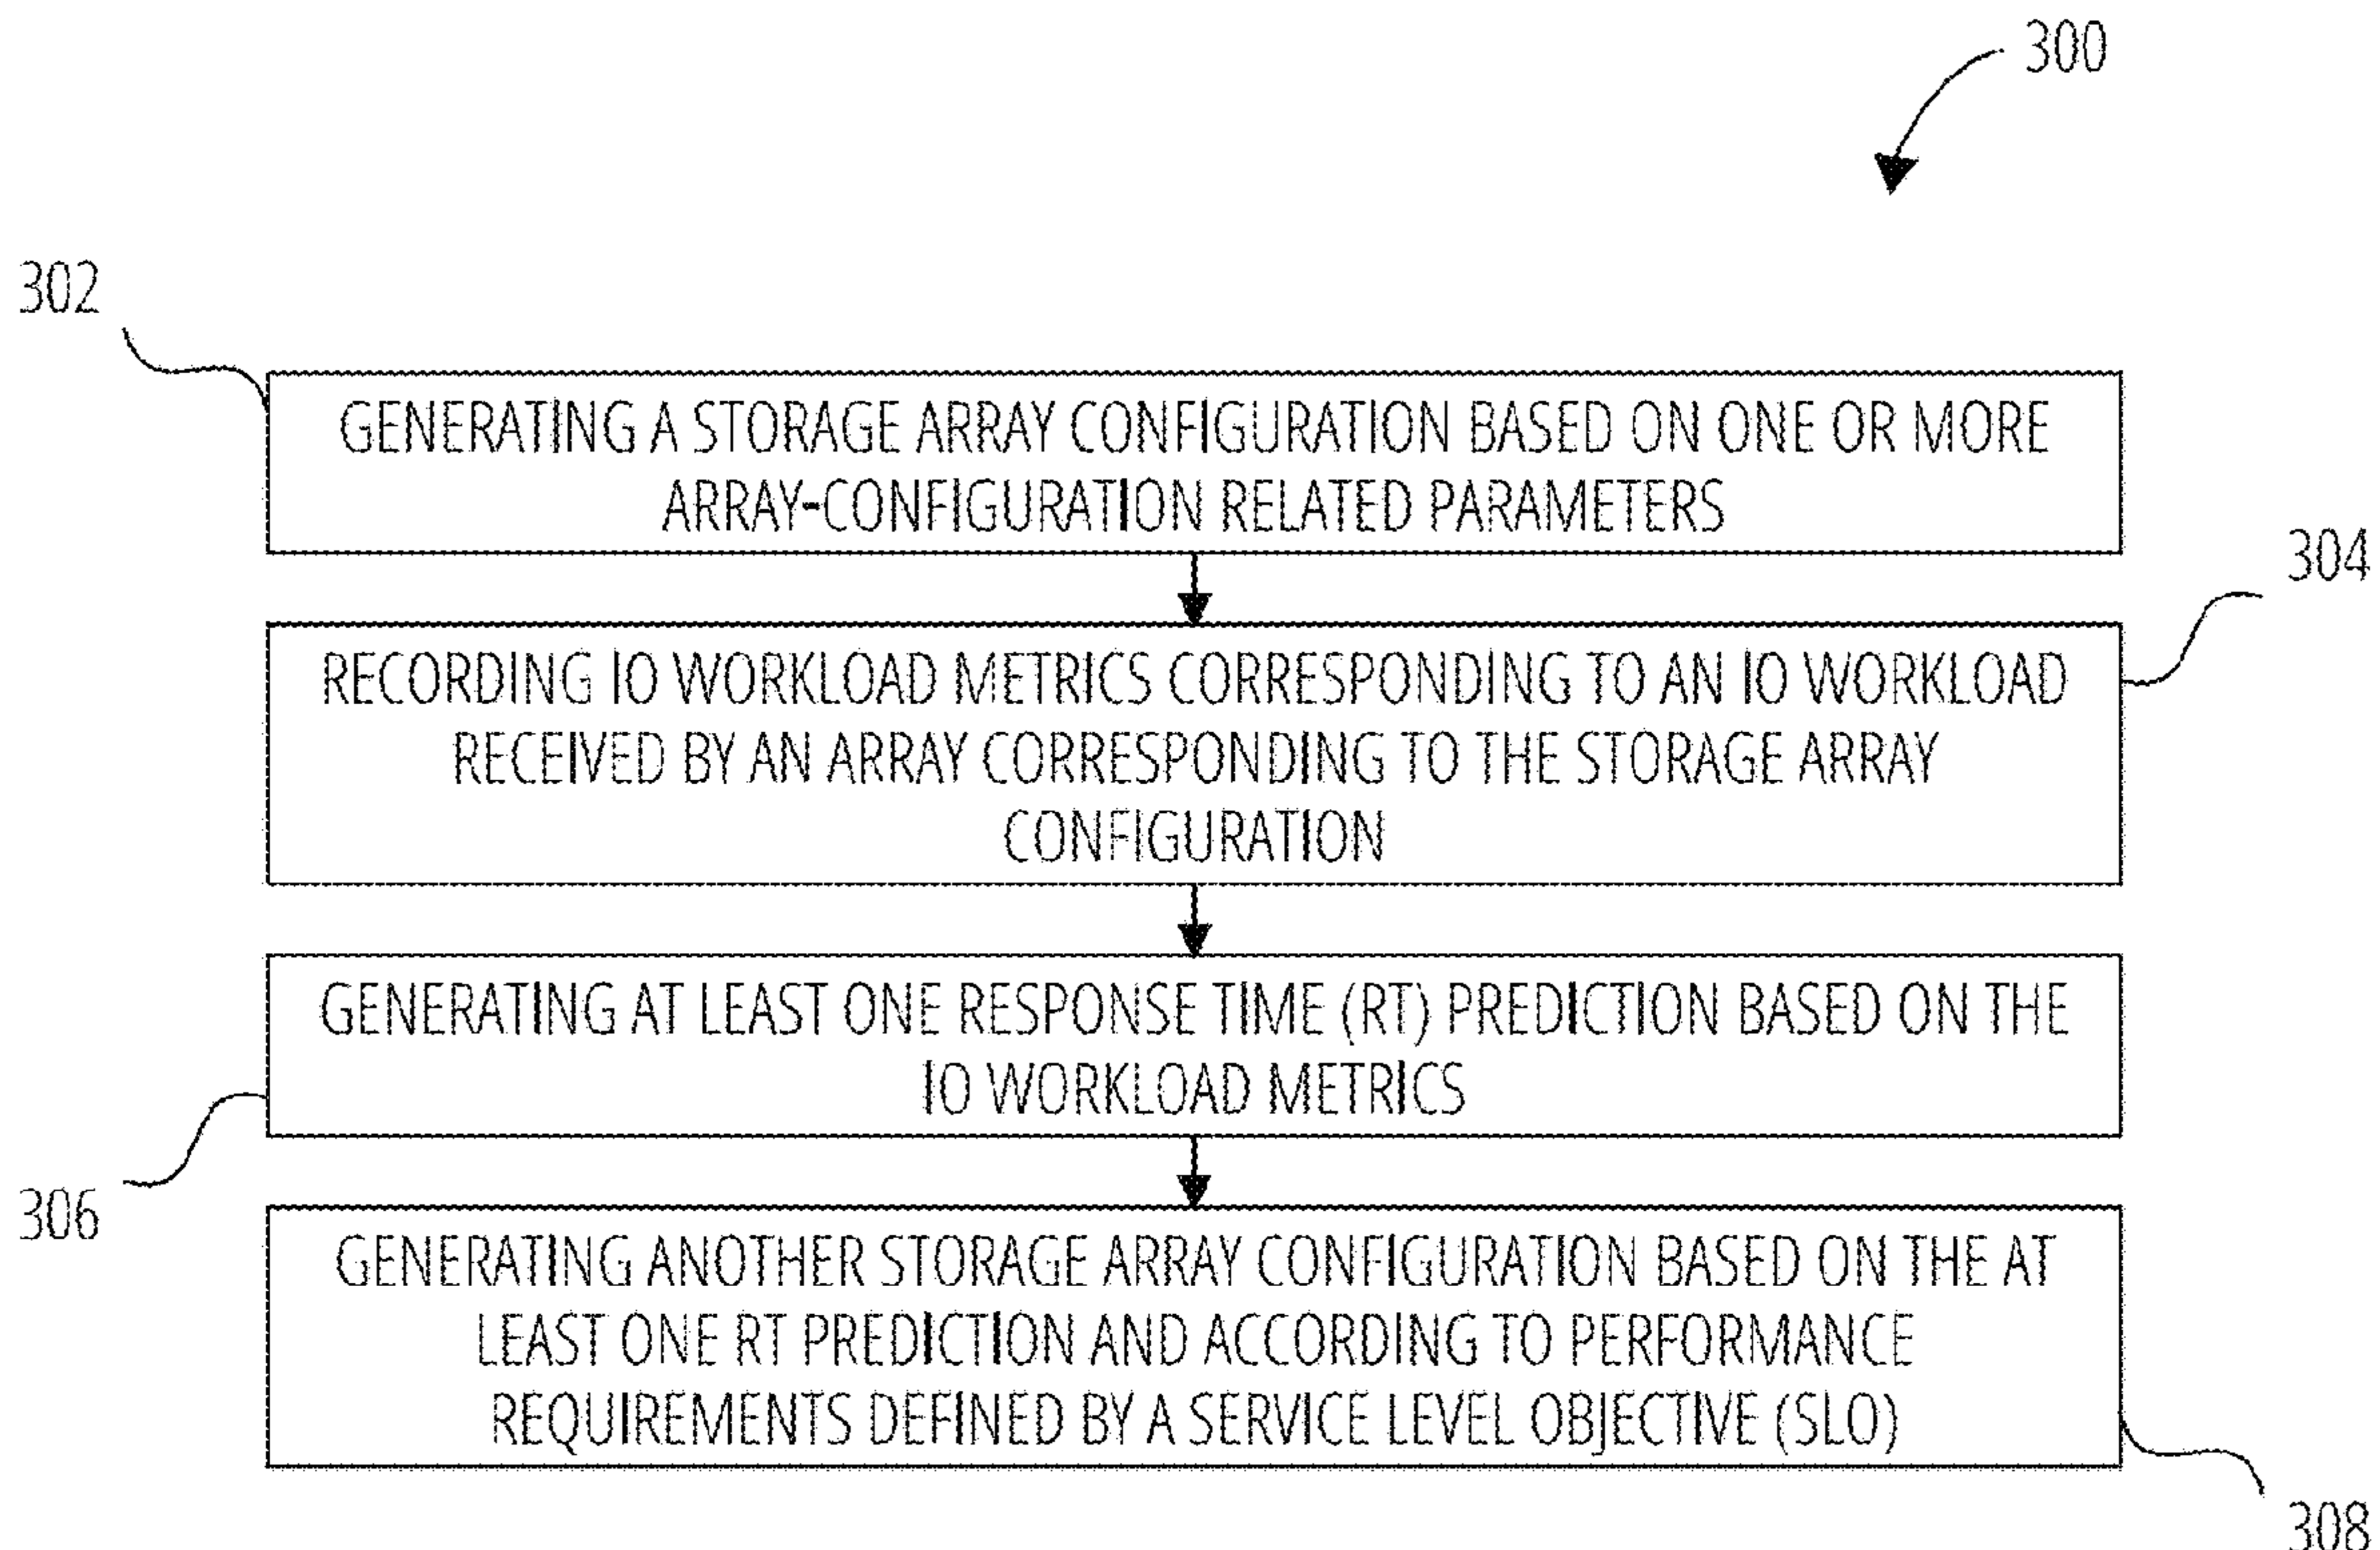 300
302
GENERATING A STORAGE ARRAY CONFIGURATION BASED ON ONE OR MORE
ARRAY-CONFIGURATION RELATED PARAMETERS
304
RECORDING IO WORKLOAD METRICS CORRESPONDING TO AN IO WORKLOAD
RECEIVED BY AN ARRAY CORRESPONDING TO THE STORAGE ARRAY
CONFIGURATION
GENERATING AT LEAST ONE RESPONSE TIME (RT) PREDICTION BASED ON THE
IO WORKLOAD METRICS
306
GENERATING ANOTHER STORAGE ARRAY CONFIGURATION BASED ON THE AT
LEAST ONE RT PREDICTION AND ACCORDING TO PERFORMANCE
REQUIREMENTS DEFINED BY A SERVICE LEVEL OBJECTIVE (SLO)
308